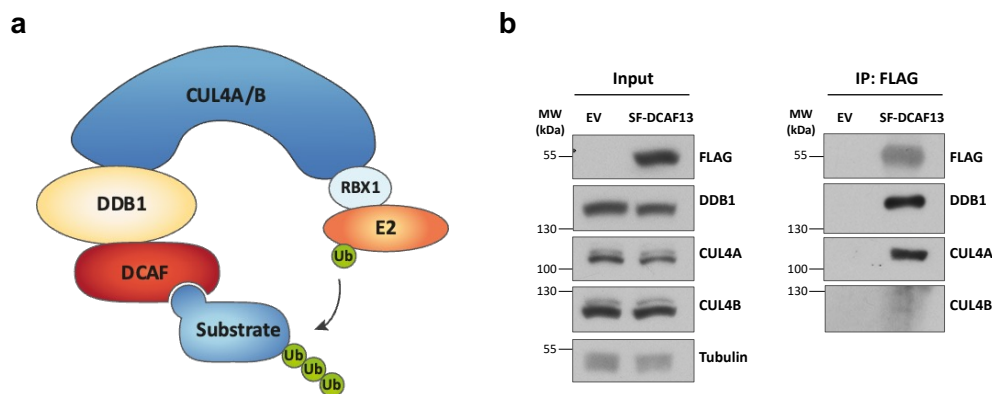 a
CUL4A/B
DDB1
RBX1
E2
Ub
DCAF
Substrate
Ub
Ub
Ub
b
Input
MW
(kDa)
EV SF-DCAF13
55
FLAG
DDB1
130
CUL4A
100
130
CUL4B
55
Tubulin
IP: FLAG
MW
(kDa)
EV SF-DCAF13
55
FLAG
DDB1
130
CUL4A
100
130
CUL4B